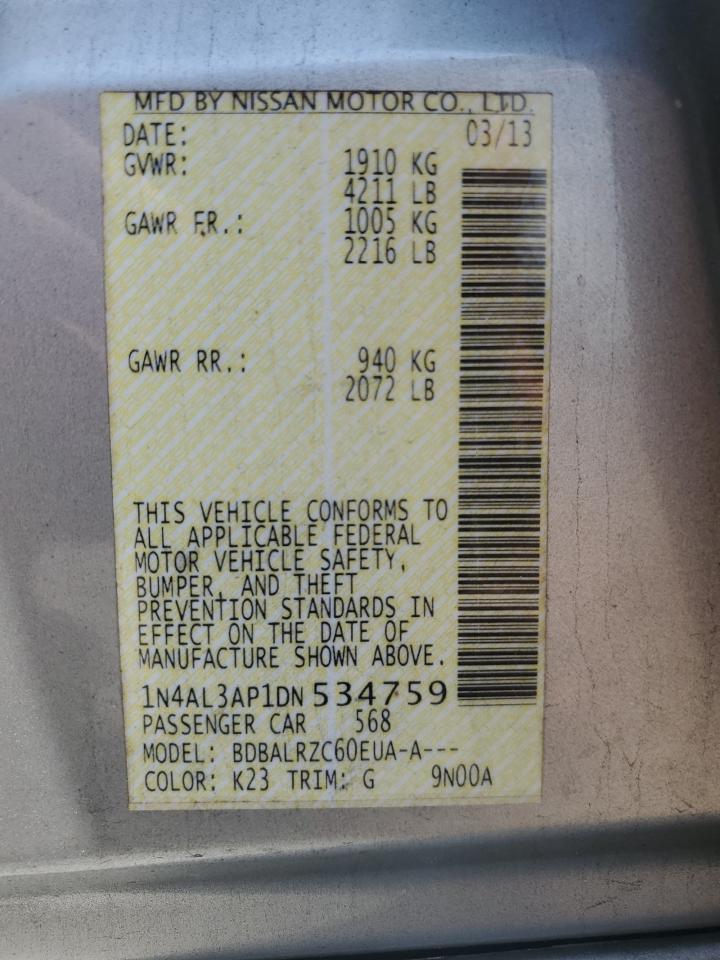 MFD BY NISSAN MOTOR CO., LTD.
DATE: 03/13
GVWR: 1910 KG
4211 LB
GAWR FR.: 1005 KG
2216 LB
GAWR RR.: 940 KG
2072 LB
THIS VEHICLE CONFORMS TO
ALL APPLICABLE FEDERAL
MOTOR VEHICLE SAFETY,
BUMPER, AND THEFT
PREVENTION STANDARDS IN
EFFECT ON THE DATE OF
MANUFACTURE SHOWN ABOVE.
1N4AL3AP1DN534759
PASSENGER CAR 568
MODEL: BDBALRZC60EUA-A---
COLOR: K23 TRIM: G 9N00A